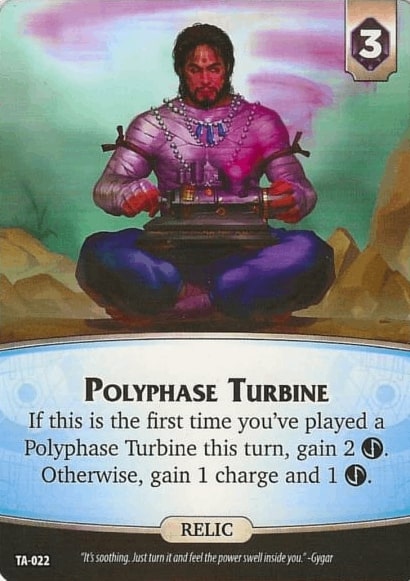 3
POLYPHASE TURBINE
If this is the first time you've played a
Polyphase Turbine this turn, gain 2 .
Otherwise, gain 1 charge and 1 .
RELIC
TA-022
"It's soothing. Just turn it and feel the power swell inside you." -Gygar